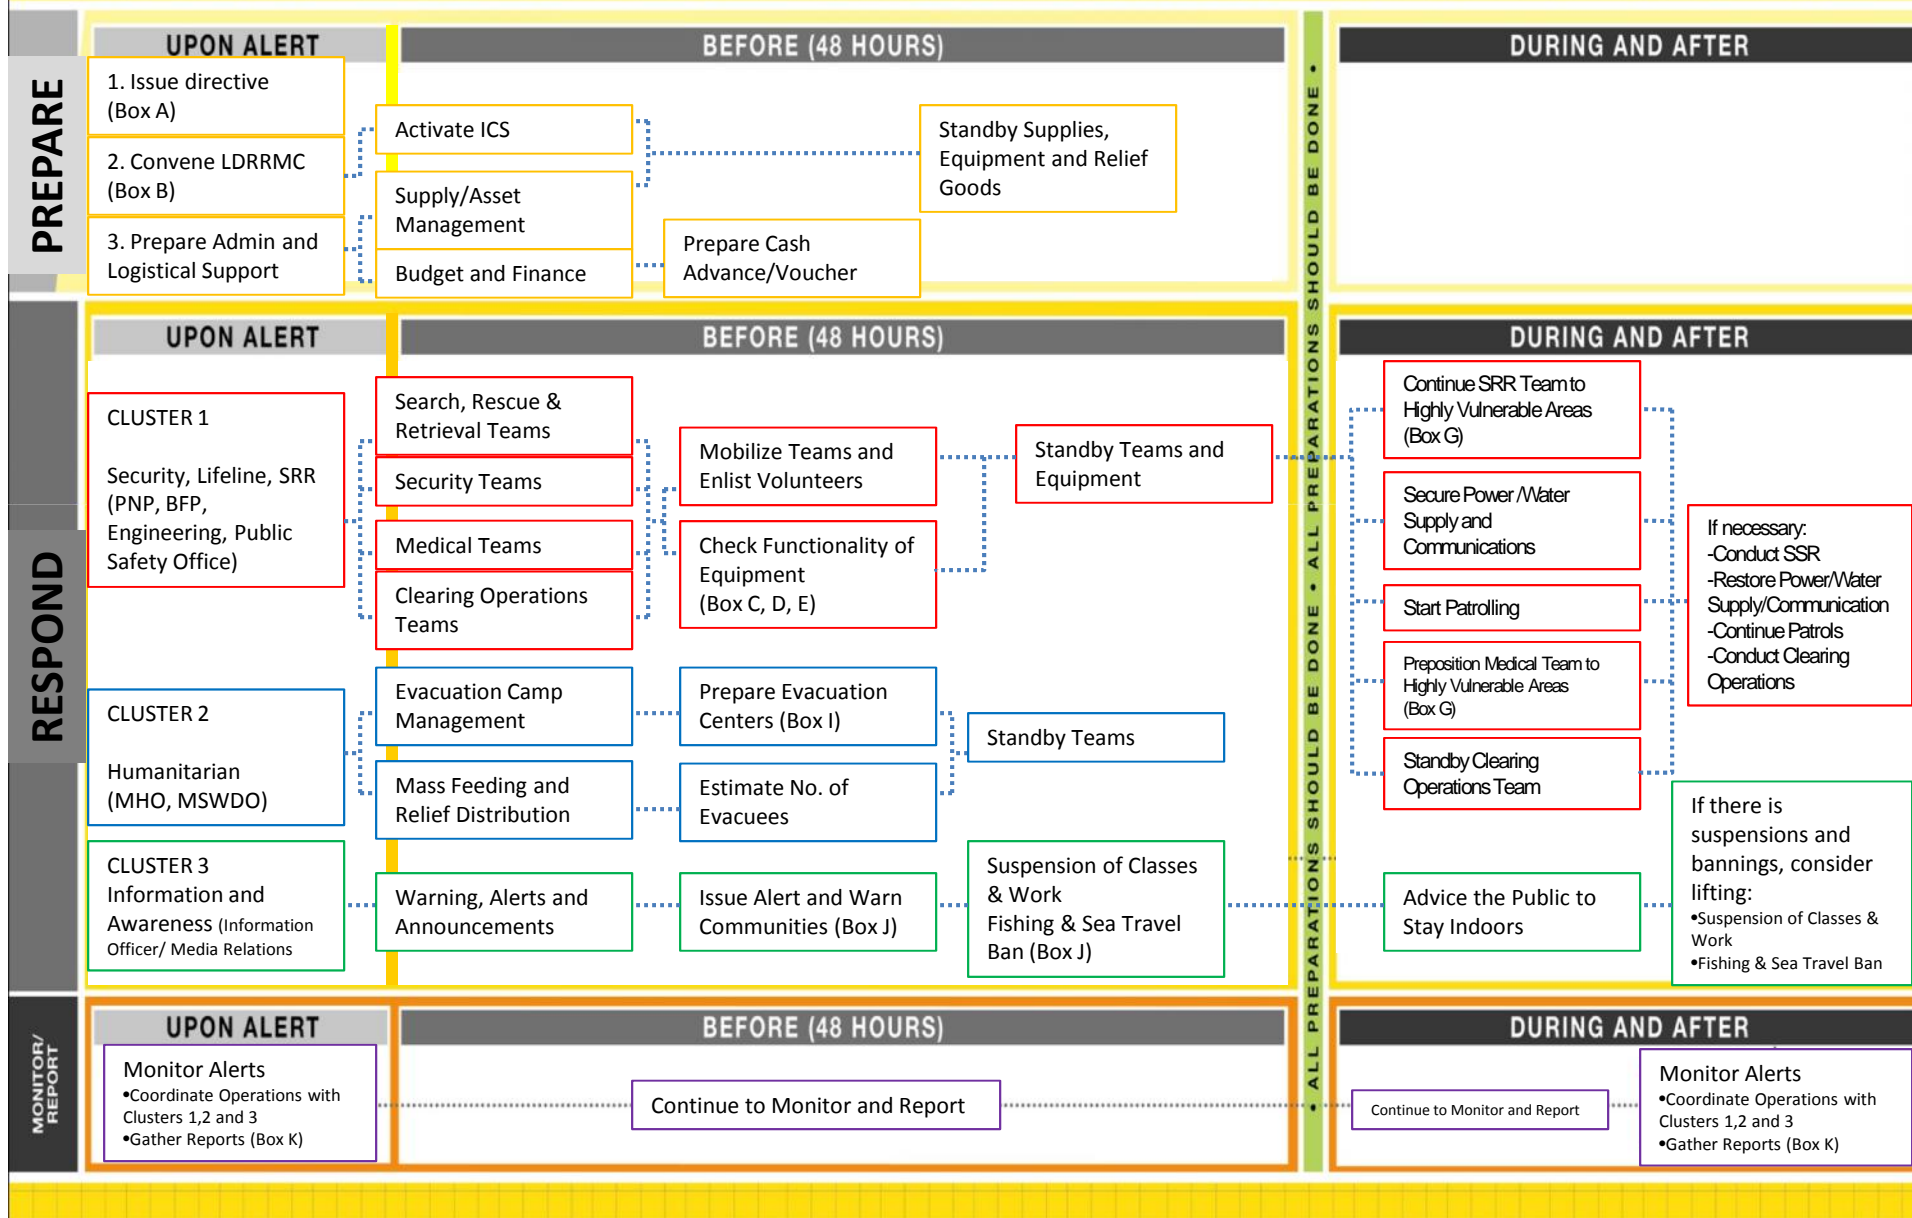 PREPARE
UPON ALERT
BEFORE (48 HOURS)
DURING AND AFTER
1. Issue directive
(Box A)
2. Convene LDRRMC
(Box B)
3. Prepare Admin and
Logistical Support
Activate ICS
Supply/Asset
Management
Budget and Finance
Prepare Cash
Advance/Voucher
Standby Supplies,
Equipment and Relief
Goods
• ALL PREPARATIONS SHOULD BE DONE • ALL PREPARATIONS SHOULD BE DONE •
RESPOND
UPON ALERT
BEFORE (48 HOURS)
DURING AND AFTER
CLUSTER 1
Security, Lifeline, SRR
(PNP, BFP,
Engineering, Public
Safety Office)
Search, Rescue &
Retrieval Teams
Security Teams
Medical Teams
Clearing Operations
Teams
Mobilize Teams and
Enlist Volunteers
Check Functionality of
Equipment
(Box C, D, E)
Standby Teams and
Equipment
Continue SRR Team to
Highly Vulnerable Areas
(Box G)
Secure Power /Water
Supply and
Communications
Start Patrolling
Preposition Medical Team to
Highly Vulnerable Areas
(Box G)
Standby Clearing
Operations Team
If necessary:
-Conduct SSR
-Restore Power/Water
Supply/Communication
-Continue Patrols
-Conduct Clearing
Operations
CLUSTER 2
Humanitarian
(MHO, MSWDO)
Evacuation Camp
Management
Mass Feeding and
Relief Distribution
Prepare Evacuation
Centers (Box I)
Estimate No. of
Evacuees
Standby Teams
CLUSTER 3
Information and
Awareness (Information
Officer/ Media Relations
Warning, Alerts and
Announcements
Issue Alert and Warn
Communities (Box J)
Suspension of Classes
& Work
Fishing & Sea Travel
Ban (Box J)
Advice the Public to
Stay Indoors
If there is
suspensions and
bannings, consider
lifting:
•Suspension of Classes &
Work
•Fishing & Sea Travel Ban
MONITOR/
REPORT
UPON ALERT
BEFORE (48 HOURS)
DURING AND AFTER
Monitor Alerts
•Coordinate Operations with
Clusters 1,2 and 3
•Gather Reports (Box K)
Continue to Monitor and Report
Continue to Monitor and Report
Monitor Alerts
•Coordinate Operations with
Clusters 1,2 and 3
•Gather Reports (Box K)